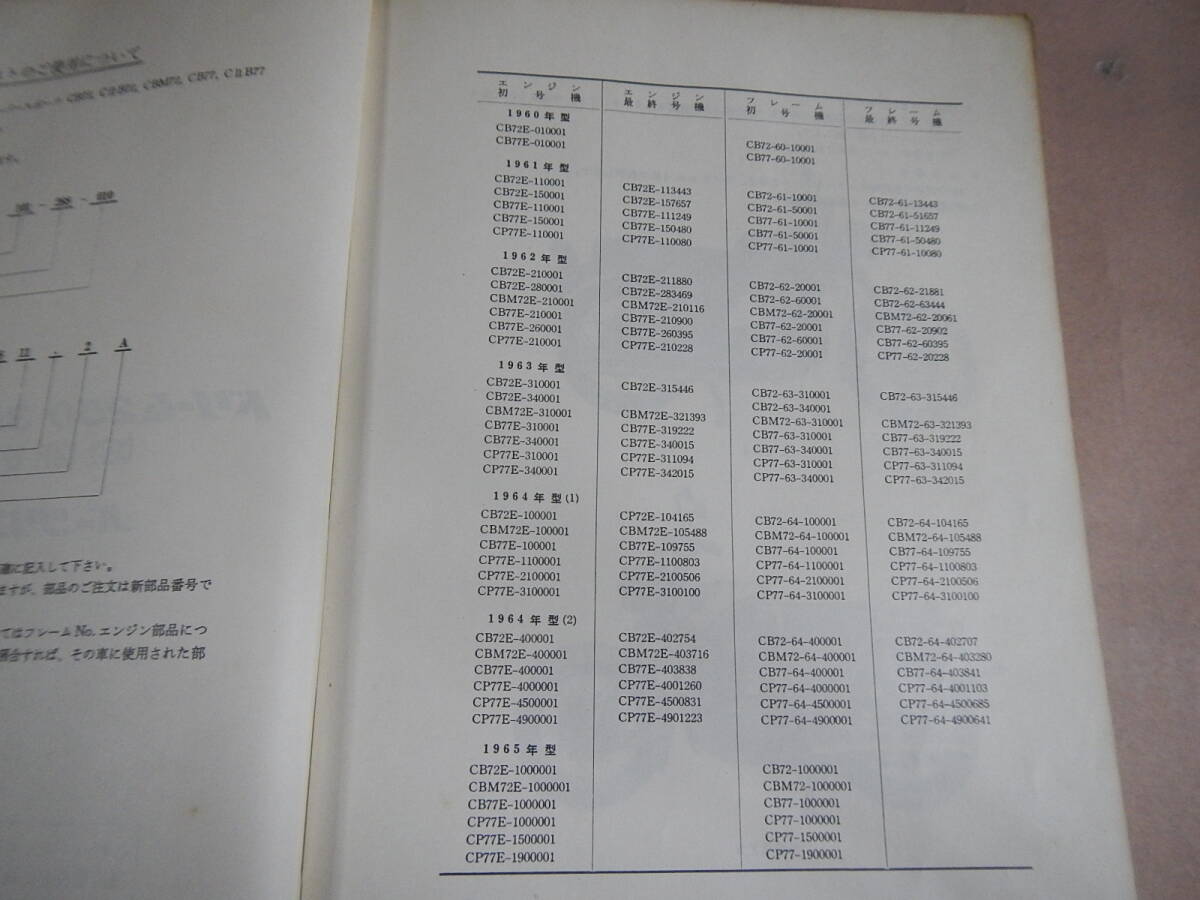 のご使用について
CBM72, CB77, CⅡB77
12 - 2 A
確に記入して下さい。
ますが、部品のご注文は新部品番号で
てはフレームNo. エンジン部品につ
照合すれば、その車に使用された部
エンジン初号機 エンジン最終号機 フレーム初号機 フレーム最終号機
1960年型
CB72E-010001 CB72-60-10001
CB77E-010001 CB77-60-10001
1961年型
CB72E-110001 CB72E-113443 CB72-61-10001 CB72-61-13443
CB72E-150001 CB72E-157657 CB72-61-50001 CB72-61-51657
CB77E-110001 CB77E-111249 CB77-61-10001 CB77-61-11249
CB77E-150001 CB77E-150480 CB77-61-50001 CB77-61-50480
CP77E-110001 CP77E-110080 CP77-61-10001 CP77-61-10080
1962年型
CB72E-210001 CB72E-211880 CB72-62-20001 CB72-62-21881
CB72E-280001 CB72E-283469 CB72-62-60001 CB72-62-63444
CBM72E-210001 CBM72E-210116 CBM72-62-20001 CBM72-62-20061
CB77E-210001 CB77E-210900 CB77-62-20001 CB77-62-20902
CB77E-260001 CB77E-260395 CB77-62-60001 CB77-62-60395
CP77E-210001 CP77E-210228 CP77-62-20001 CP77-62-20228
1963年型
CB72E-310001 CB72E-315446 CB72-63-310001 CB72-63-315446
CB72E-340001 CB72-63-340001
CBM72E-310001 CBM72E-321393 CBM72-63-310001 CBM72-63-321393
CB77E-310001 CB77E-319222 CB77-63-310001 CB77-63-319222
CB77E-340001 CB77E-340015 CB77-63-340001 CB77-63-340015
CP77E-310001 CP77E-311094 CP77-63-310001 CP77-63-311094
CP77E-340001 CP77E-342015 CP77-63-340001 CP77-63-342015
1964年型(1)
CB72E-100001 CP72E-104165 CB72-64-100001 CB72-64-104165
CBM72E-100001 CBM72E-105488 CBM72-64-100001 CBM72-64-105488
CB77E-100001 CB77E-109755 CB77-64-100001 CB77-64-109755
CP77E-1100001 CP77E-1100803 CP77-64-1100001 CP77-64-1100803
CP77E-2100001 CP77E-2100506 CP77-64-2100001 CP77-64-2100506
CP77E-3100001 CP77E-3100100 CP77-64-3100001 CP77-64-3100100
1964年型(2)
CB72E-400001 CB72E-402754 CB72-64-400001 CB72-64-402707
CBM72E-400001 CBM72E-403716 CBM72-64-400001 CBM72-64-403280
CB77E-400001 CB77E-403838 CB77-64-400001 CB77-64-403841
CP77E-4000001 CP77E-4001260 CP77-64-4000001 CP77-64-4001103
CP77E-4500001 CP77E-4500831 CP77-64-4500001 CP77-64-4500685
CP77E-4900001 CP77E-4901223 CP77-64-4900001 CP77-64-4900641
1965年型
CB72E-1000001 CB72-1000001
CBM72E-1000001 CBM72-1000001
CB77E-1000001 CB77-1000001
CP77E-1000001 CP77-1000001
CP77E-1500001 CP77-1500001
CP77E-1900001 CP77-1900001